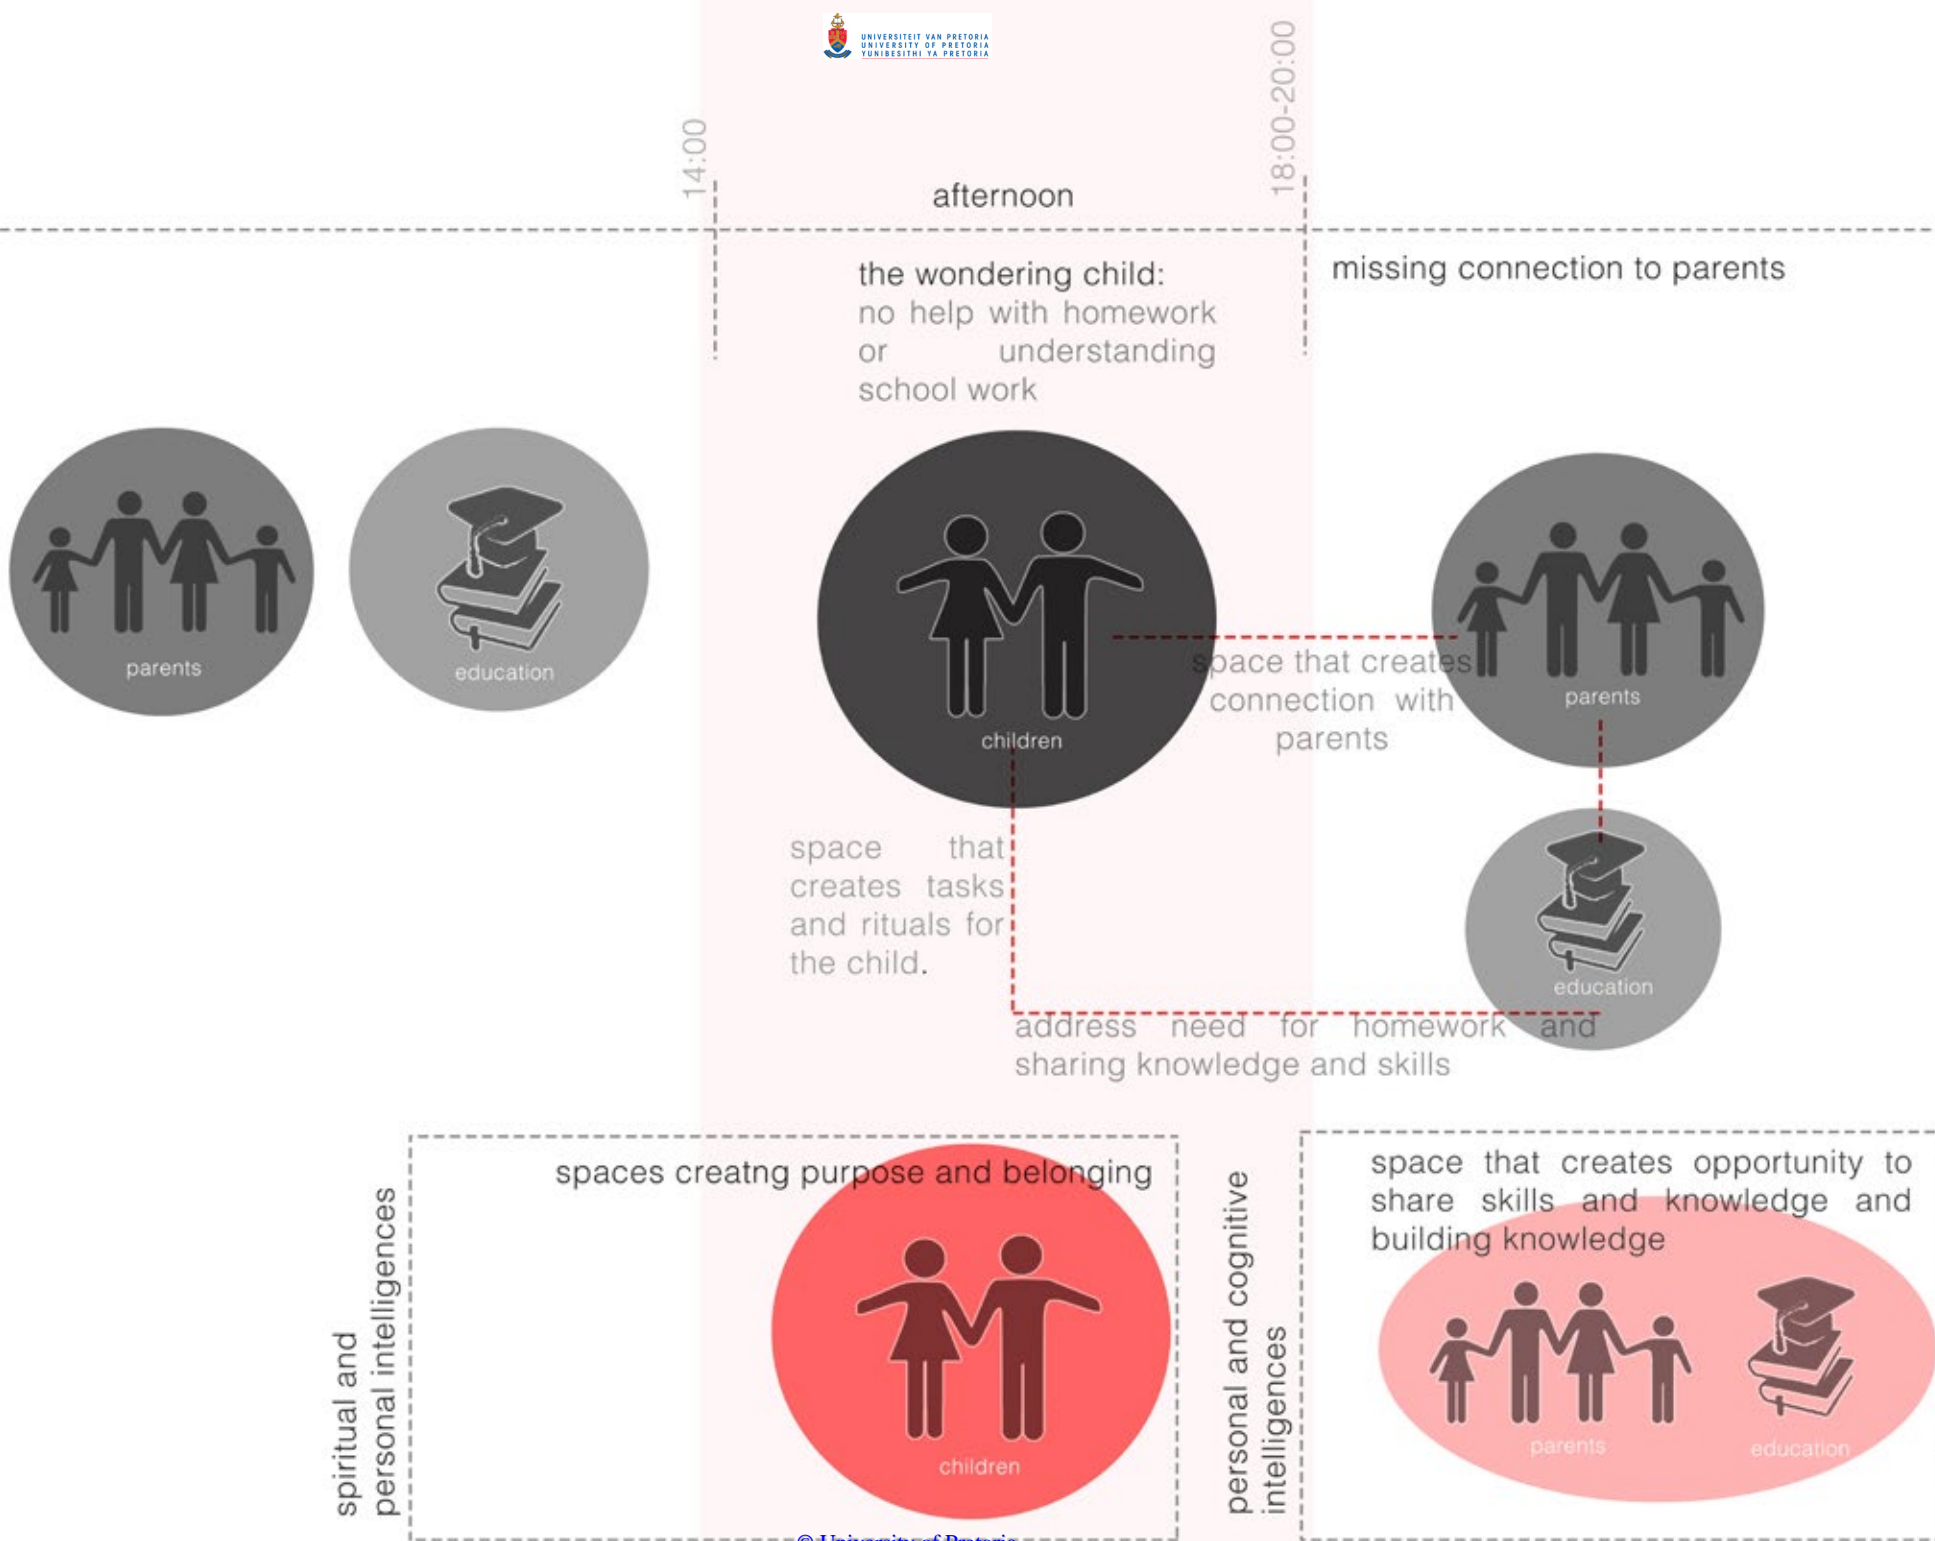 UNIVERSITEIT VAN PRETORIA
UNIVERSITY OF PRETORIA
YUNIBESITHI YA PRETORIA
14:00
afternoon
18:00-20:00
the wondering child:
no help with homework
or understanding
school work
missing connection to parents
parents
education
children
space that creates
connection with
parents
parents
space that
creates tasks
and rituals for
the child.
education
address need for homework and
sharing knowledge and skills
spiritual and
personal intelligences
spaces creatng purpose and belonging
children
personal and cognitive
intelligences
space that creates opportunity to
share skills and knowledge and
building knowledge
parents
education
© University of Pretoria